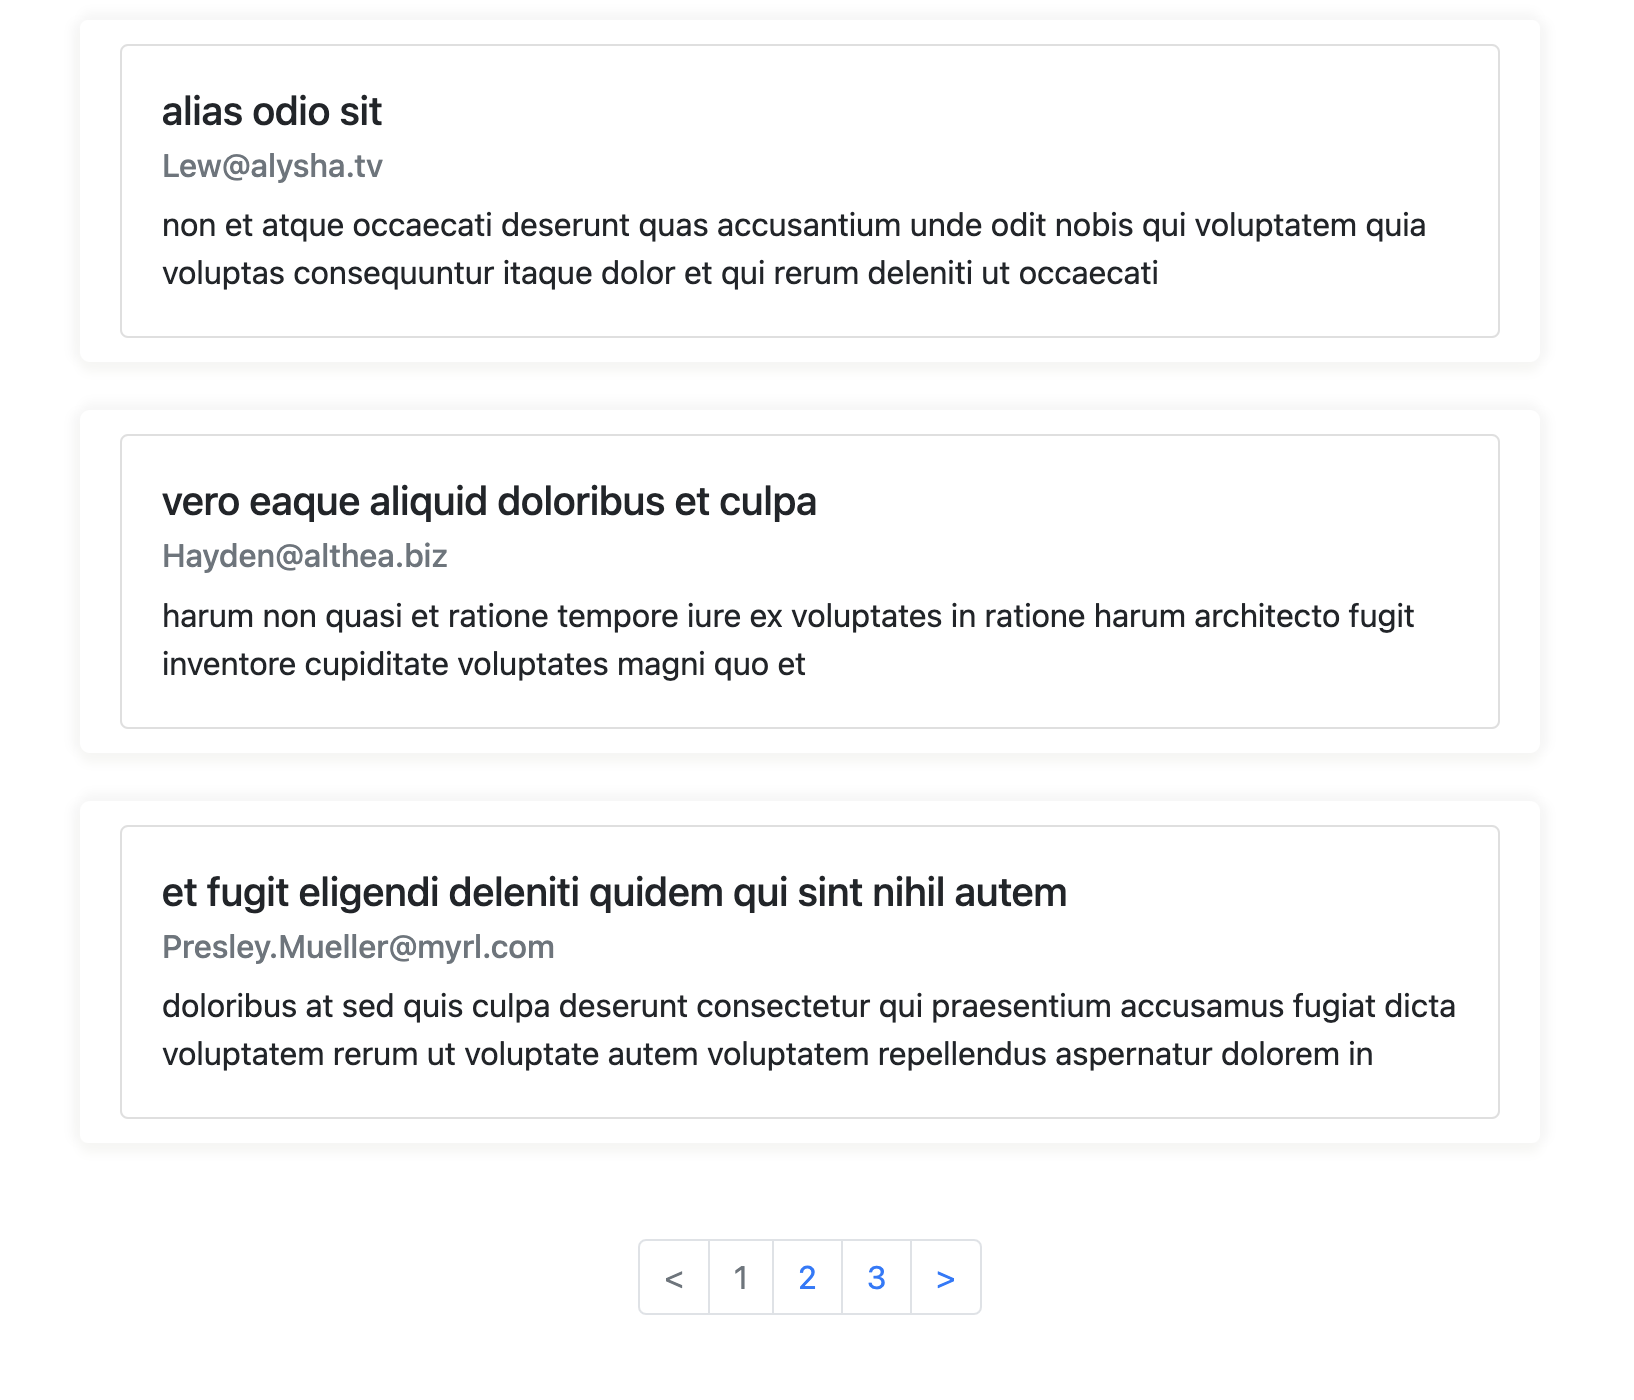 alias odio sit
Lew@alysha.tv
non et atque occaecati deserunt quas accusantium unde odit nobis qui voluptatem quia
voluptas consequuntur itaque dolor et qui rerum deleniti ut occaecati
vero eaque aliquid doloribus et culpa
Hayden@althea.biz
harum non quasi et ratione tempore iure ex voluptates in ratione harum architecto fugit
inventore cupiditate voluptates magni quo et
et fugit eligendi deleniti quidem qui sint nihil autem
Presley.Mueller@myrl.com
doloribus at sed quis culpa deserunt consectetur qui praesentium accusamus fugiat dicta
voluptatem rerum ut voluptate autem voluptatem repellendus aspernatur dolorem in
< 1 2 3 >